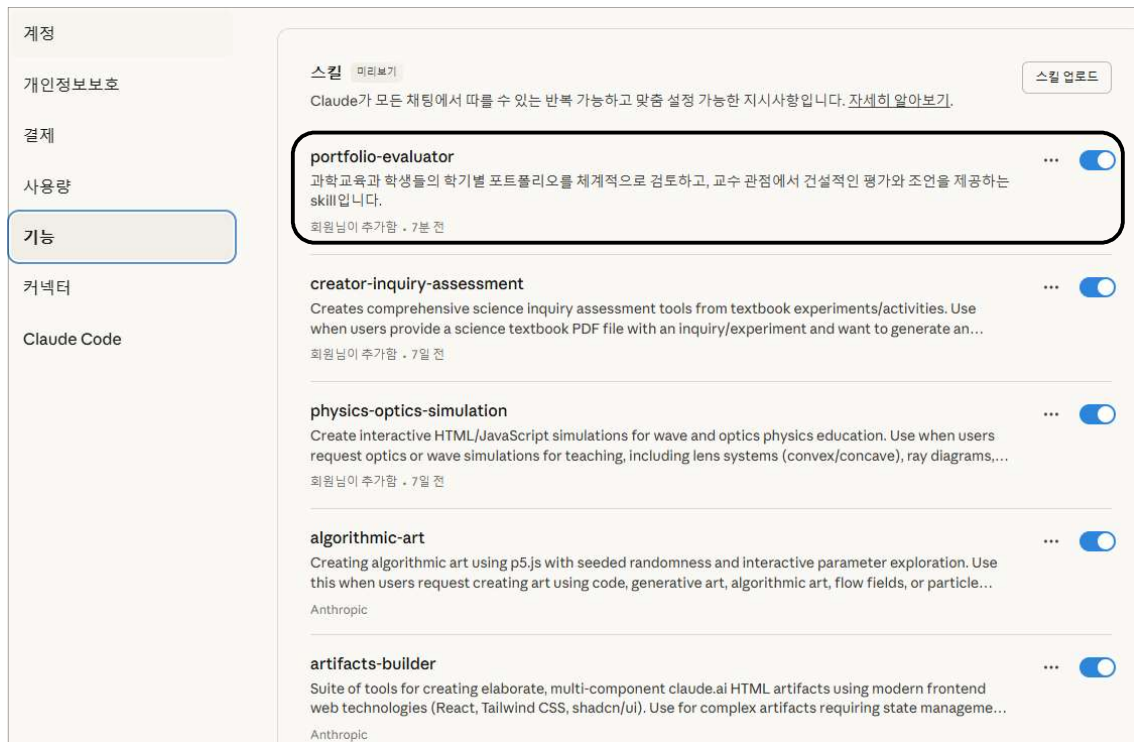 계정
개인정보보호
결제
사용량
기능
커넥터
Claude Code
스킬 미리보기
스킬 업로드
Claude가 모든 채팅에서 따를 수 있는 반복 가능하고 맞춤 설정 가능한 지시사항입니다. 자세히 알아보기.
portfolio-evaluator
과학교육과 학생들의 학기별 포트폴리오를 체계적으로 검토하고, 교수 관점에서 건설적인 평가와 조언을 제공하는
skill입니다.
회원님이 추가함 • 7분 전
creator-inquiry-assessment
Creates comprehensive science inquiry assessment tools from textbook experiments/activities. Use
when users provide a science textbook PDF file with an inquiry/experiment and want to generate an…
회원님이 추가함 • 7일 전
physics-optics-simulation
Create interactive HTML/JavaScript simulations for wave and optics physics education. Use when users
request optics or wave simulations for teaching, including lens systems (convex/concave), ray diagrams,…
회원님이 추가함 • 7일 전
algorithmic-art
Creating algorithmic art using p5.js with seeded randomness and interactive parameter exploration. Use
this when users request creating art using code, generative art, algorithmic art, flow fields, or particle…
Anthropic
artifacts-builder
Suite of tools for creating elaborate, multi-component claude.ai HTML artifacts using modern frontend
web technologies (React, Tailwind CSS, shadcn/ui). Use for complex artifacts requiring state manageme…
Anthropic